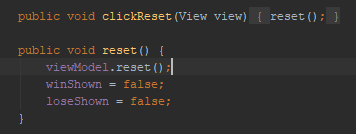 public void clickReset(View view) { reset(); }
public void reset() {
viewModel.reset();
winShown = false;
loseShown = false;
}